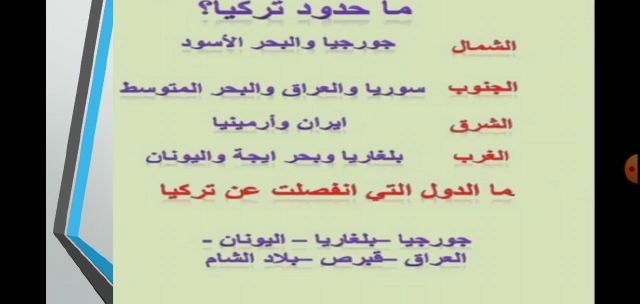 ما حدود تركيا؟
الشمال جورجيا والبحر الأسود
الجنوب سوريا والعراق والبحر المتوسط
الشرق ايران وأرمينيا
الغرب بلغاريا وبحر ايجة واليونان
ما الدول التي انفصلت عن تركيا
جورجيا –بلغاريا – اليونان -
العراق –قبرص –بلاد الشام